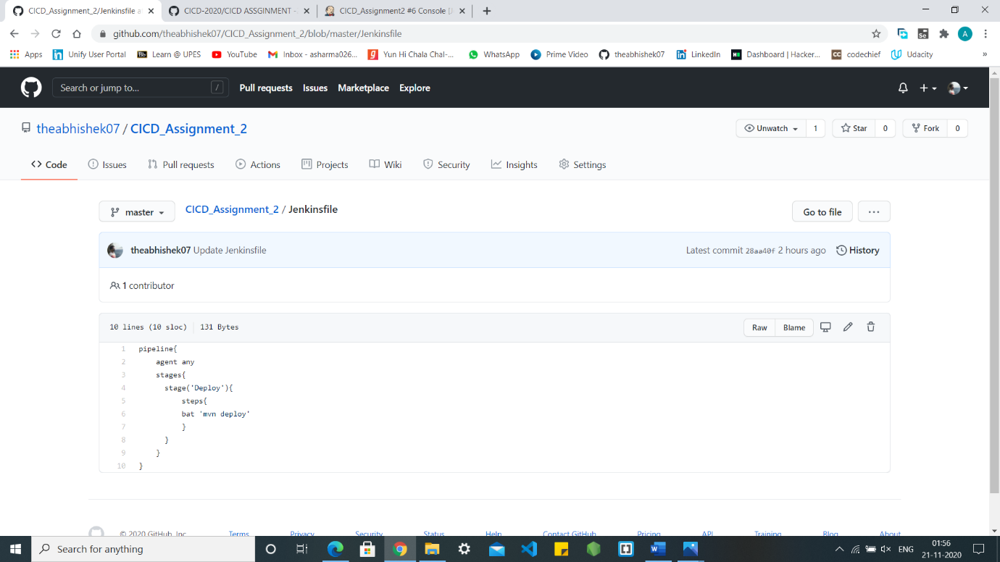 CICD_Assignment_2/Jenkinsfile a
CICD-2020/CICD ASSGINMENT -
CICD_Assignment2 #6 Console [J
github.com/theabhishek07/CICD_Assignment_2/blob/master/Jenkinsfile
Se
A
Apps
in Unify User Portal
Bb Learn @ UPES
YouTube
Inbox - asharma026...
g Yun Hi Chala Chal-...
WhatsApp
Prime Video
theabhishek07
in LinkedIn
H Dashboard | Hacker...
CC codechief
Udacity
»
Search or jump to... /
Pull requests Issues Marketplace Explore
theabhishek07 / CICD_Assignment_2
Unwatch 1
Star 0
Fork 0
<> Code
Issues
Pull requests
Actions
Projects
Wiki
Security
Insights
Settings
master
CICD_Assignment_2 / Jenkinsfile
Go to file
...
theabhishek07 Update Jenkinsfile
Latest commit 28aa40f 2 hours ago
History
1 contributor
10 lines (10 sloc) 131 Bytes
Raw Blame
1 pipeline{
2 agent any
3 stages{
4 stage('Deploy'){
5 steps{
6 bat 'mvn deploy'
7 }
8 }
9 }
10 }
© 2020 GitHub, Inc.
Terms
Privacy
Security
Status
Help
Contact GitHub
Pricing
API
Training
Blog
About
Search for anything
ENG
01:56
21-11-2020